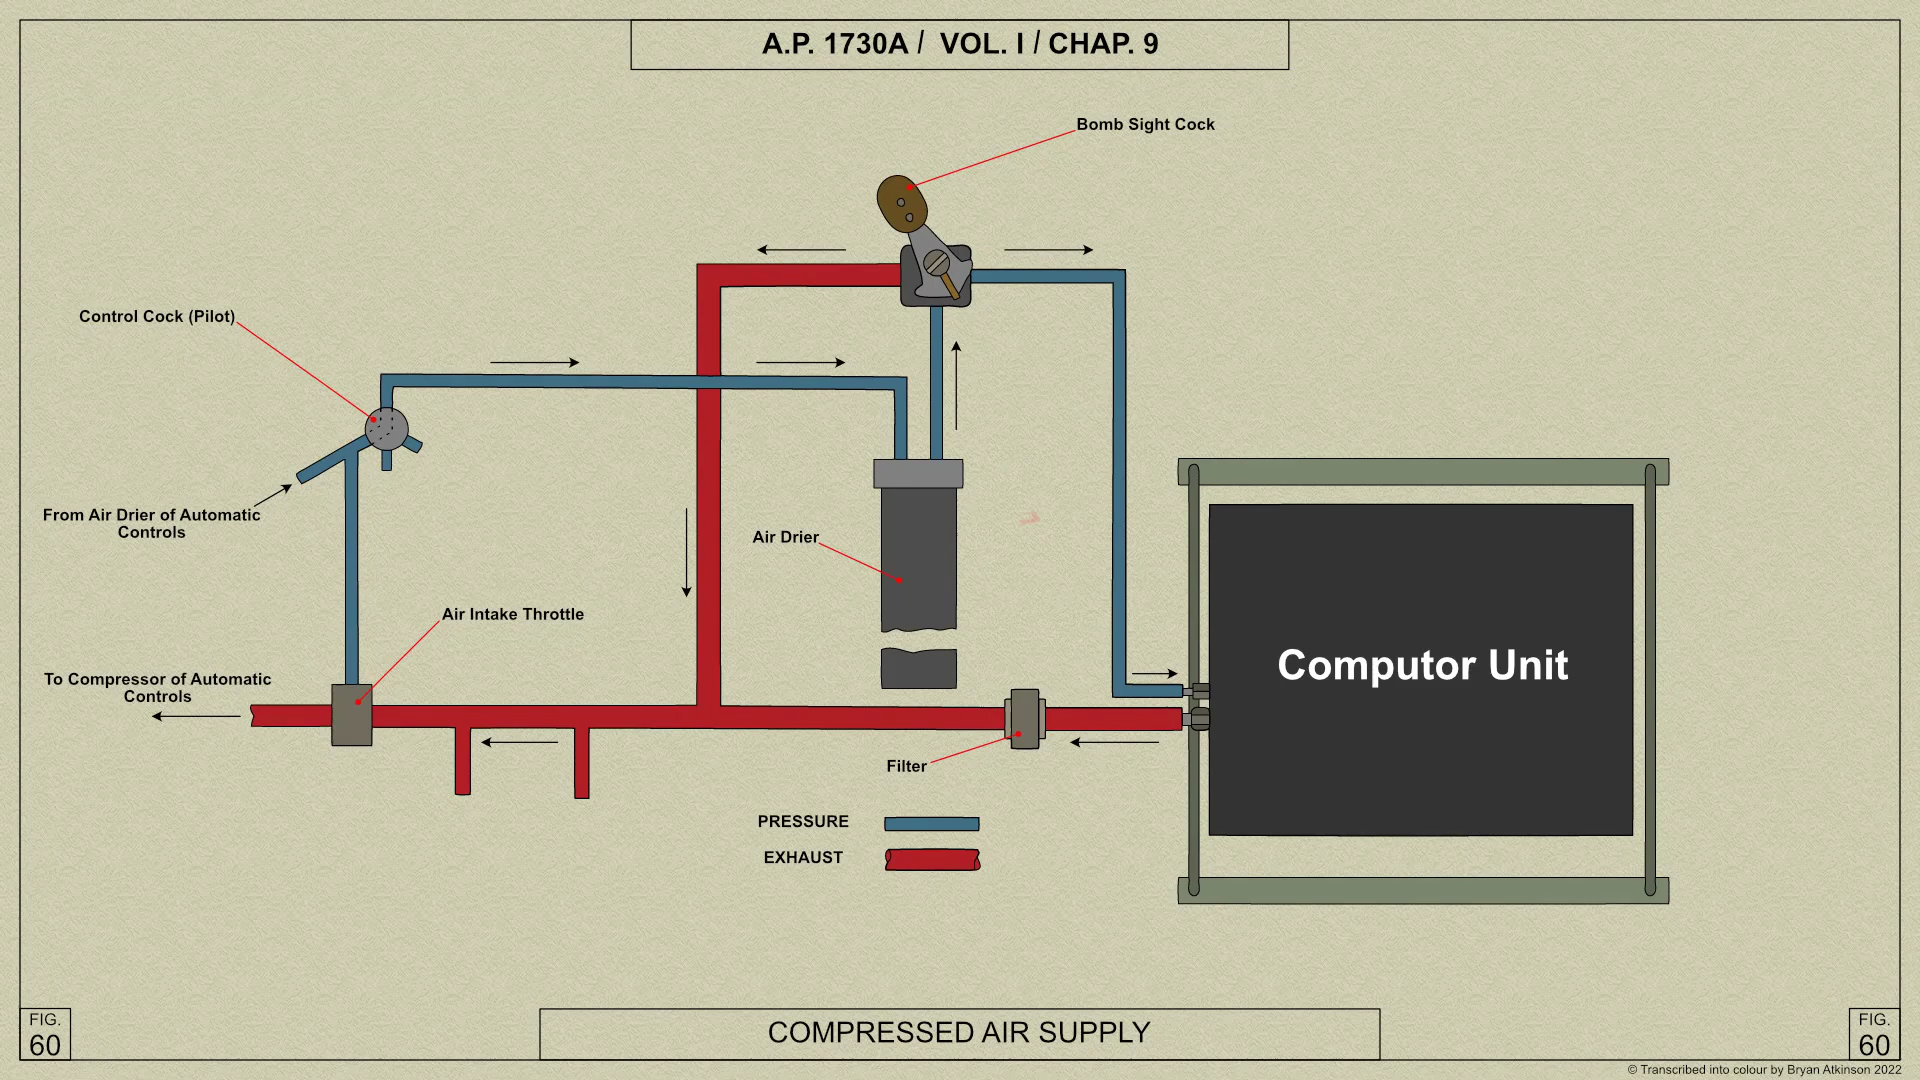 A.P. 1730A / VOL. I / CHAP. 9
Bomb Sight Cock
Control Cock (Pilot)
From Air Drier of Automatic
Controls
Air Drier
Air Intake Throttle
To Compressor of Automatic
Controls
Computor Unit
Filter
PRESSURE
EXHAUST
FIG.
60
COMPRESSED AIR SUPPLY
FIG.
60
© Transcribed into colour by Bryan Atkinson 2022